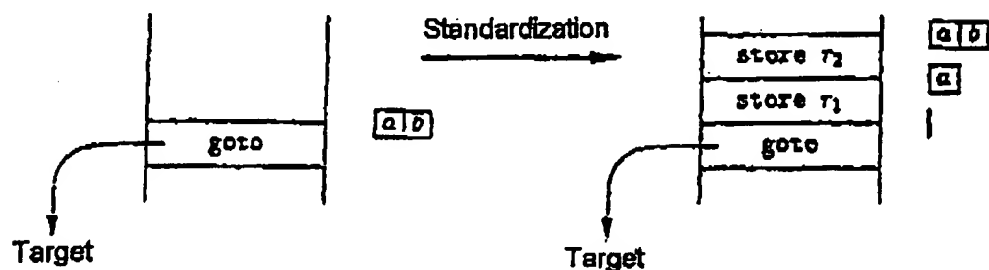 Standardization
a b
store r2
a
store r1
goto
a b
goto
Target
Target